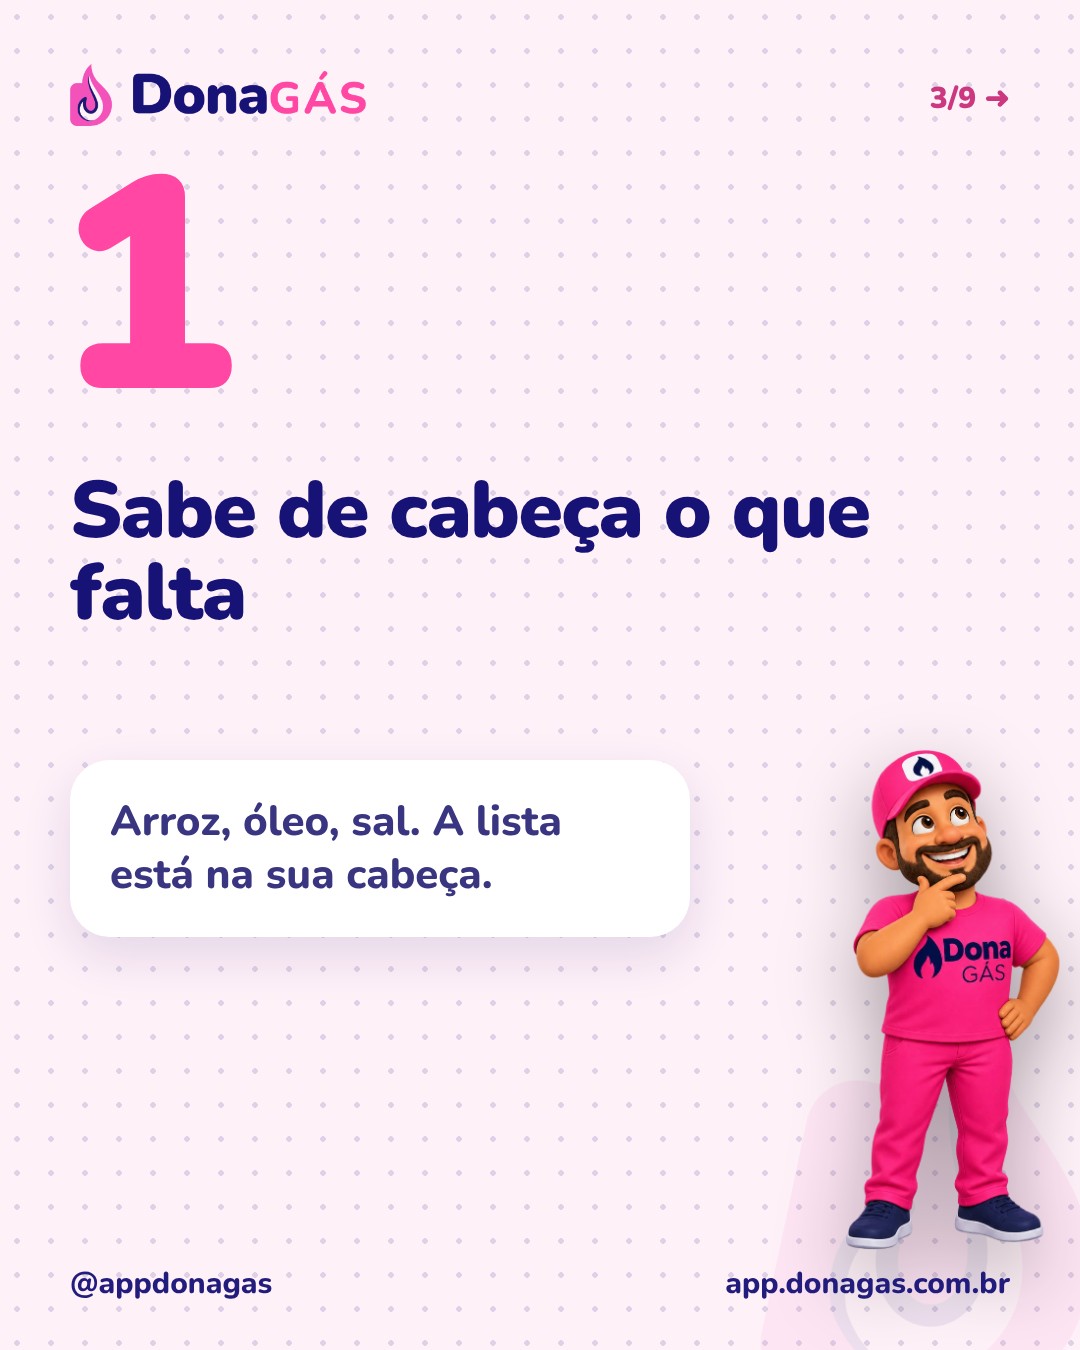 DonaGÁS
3/9 ➜
1
Sabe de cabeça o que
falta
Arroz, óleo, sal. A lista
está na sua cabeça.
Dona
GÁS
@appdonagas
app.donagas.com.br